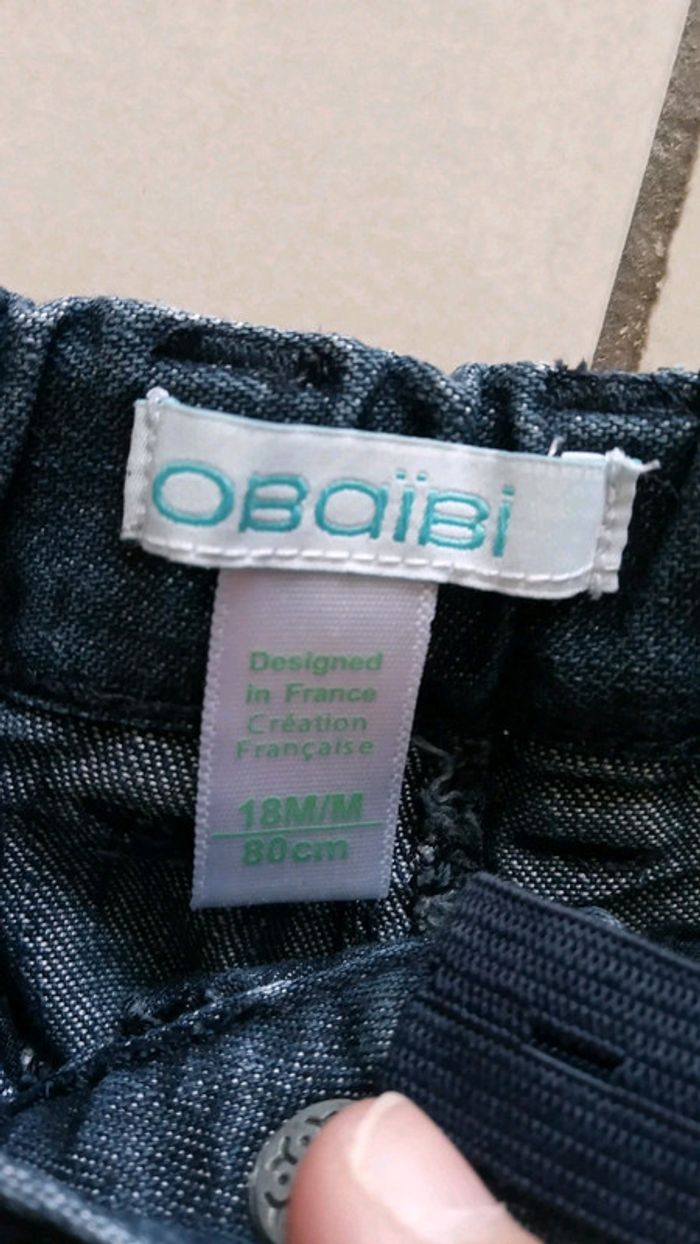 OBaïBi
Designed
in France
Création
Française
18M/M
80cm